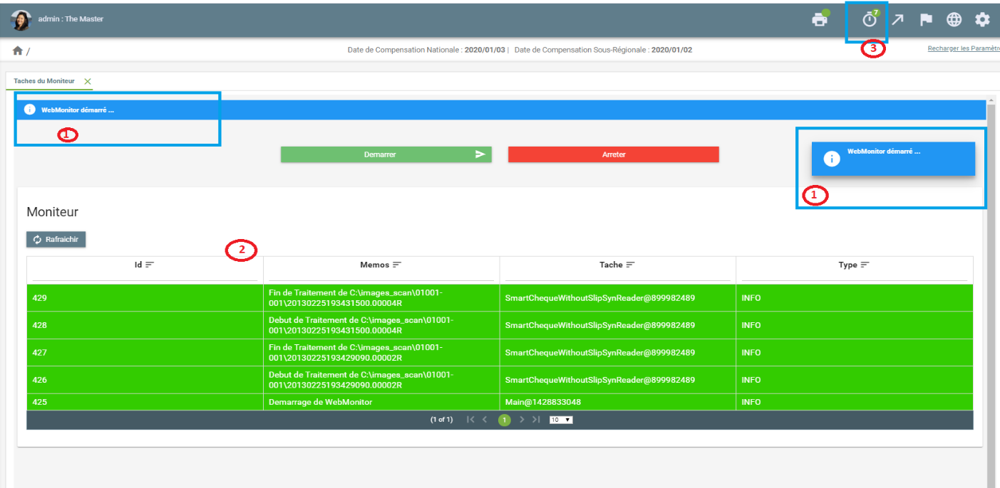 admin : The Master
7
3
/
Date de Compensation Nationale : 2020/01/03 | Date de Compensation Sous-Régionale : 2020/01/02
Recharger les Paramètre
Taches du Moniteur
WebMonitor démarré ...
1
Demarrer
Arreter
WebMonitor démarré ...
1
Moniteur
Rafraichir
2
Id Memos Tache Type
429
Fin de Traitement de C:\images_scan\01001-
001\20130225193431500.00004R
SmartChequeWithoutSlipSynReader@899982489
INFO
428
Debut de Traitement de C:\images_scan\01001-
001\20130225193431500.00004R
SmartChequeWithoutSlipSynReader@899982489
INFO
427
Fin de Traitement de C:\images_scan\01001-
001\20130225193429090.00002R
SmartChequeWithoutSlipSynReader@899982489
INFO
426
Debut de Traitement de C:\images_scan\01001-
001\20130225193429090.00002R
SmartChequeWithoutSlipSynReader@899982489
INFO
425
Demarrage de WebMonitor
Main@1428833048
INFO
(1 of 1) 1 10